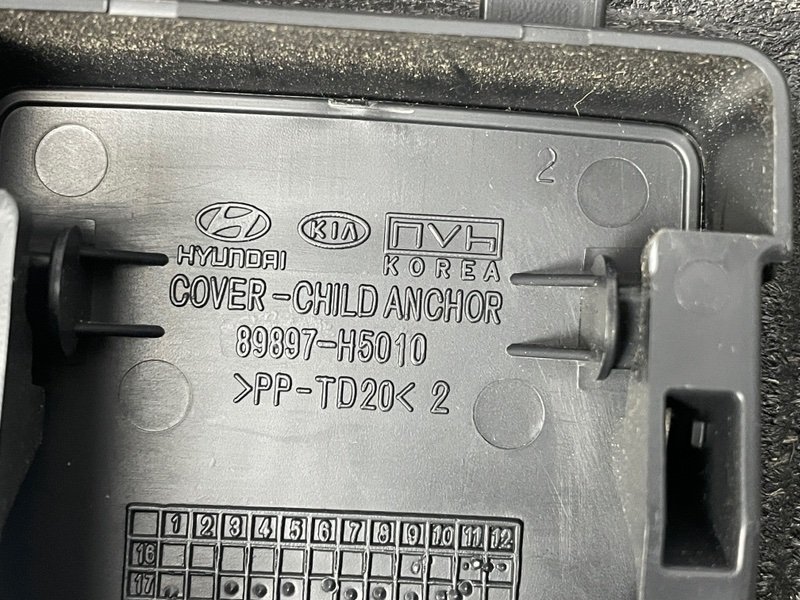 2
HYUNDAI KIA NVH
KOREA
COVER-CHILD ANCHOR
89897-H5010
>PP-TD20< 2
1 2 3 4 5 6 7 8 9 10 11 12
16
17